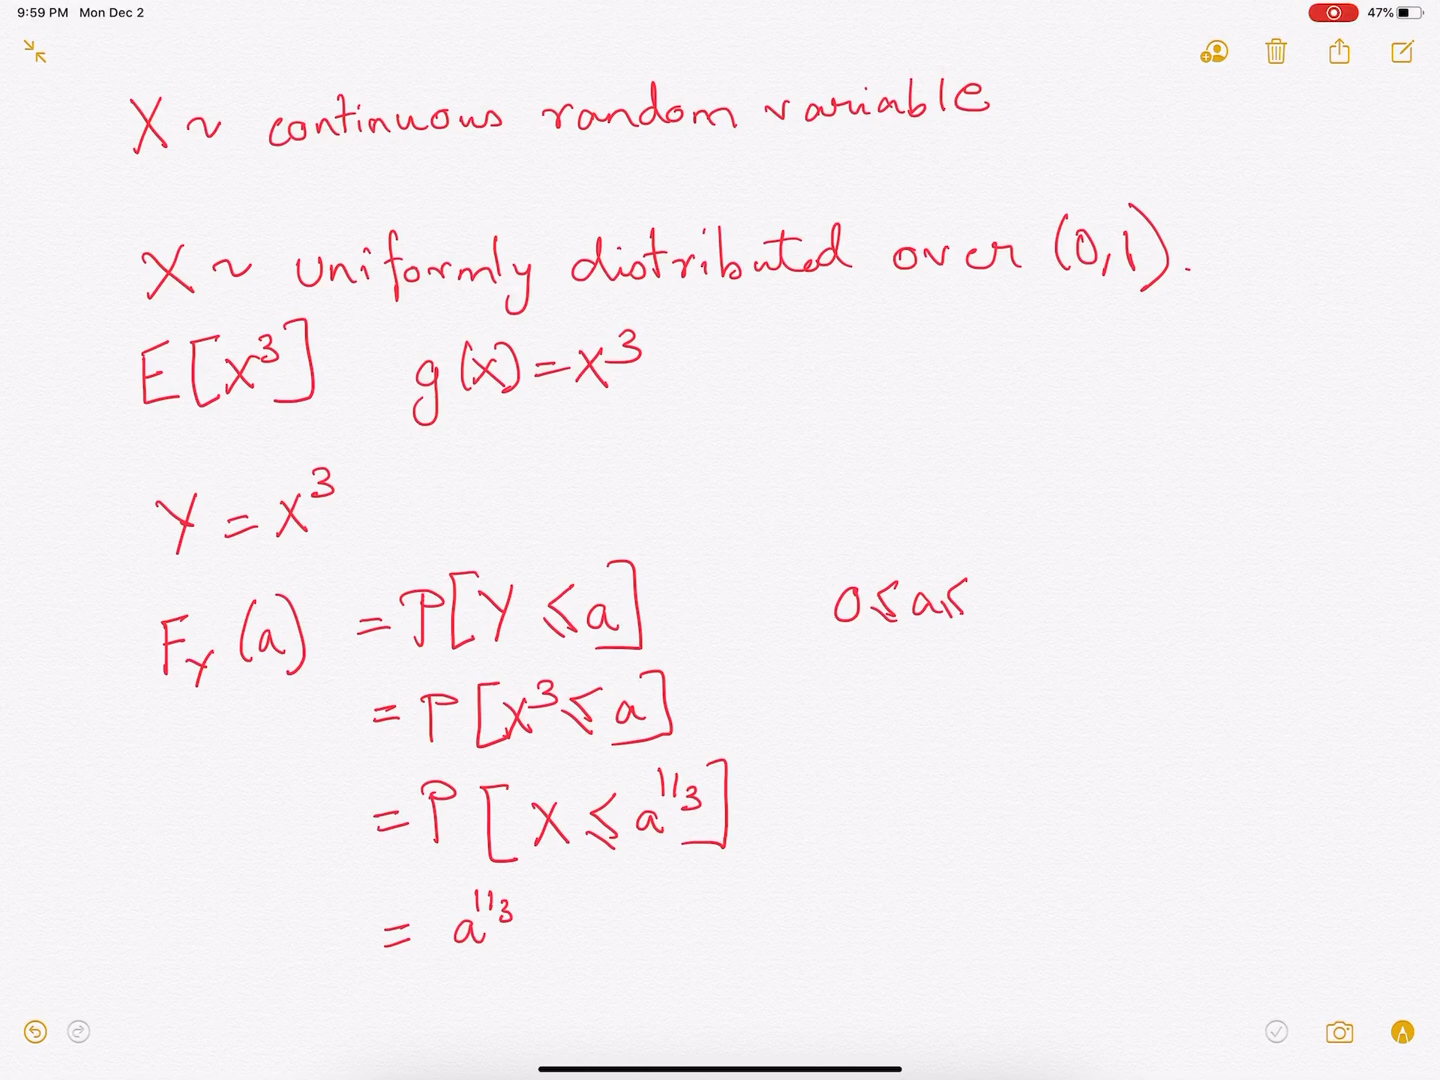 9:59 PM Mon Dec 2 47%
X ~ continuous random variable
X ~ uniformly distributed over (0,1).
E[x³] g(x)=x³
Y = x³
F_Y(a) = P[Y ≤ a] 0≤a≤
= P[x³ ≤ a]
= P[X ≤ a^1/3]
= a^1/3